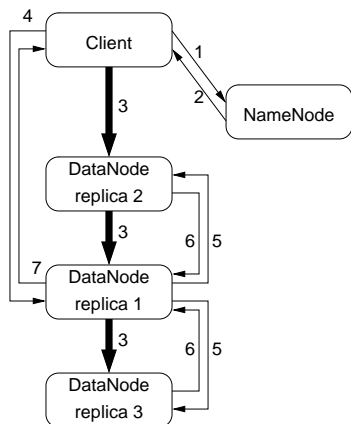 4
Client
1
2
NameNode
3
DataNode
replica 2
3
6
5
7
DataNode
replica 1
3
6
5
DataNode
replica 3